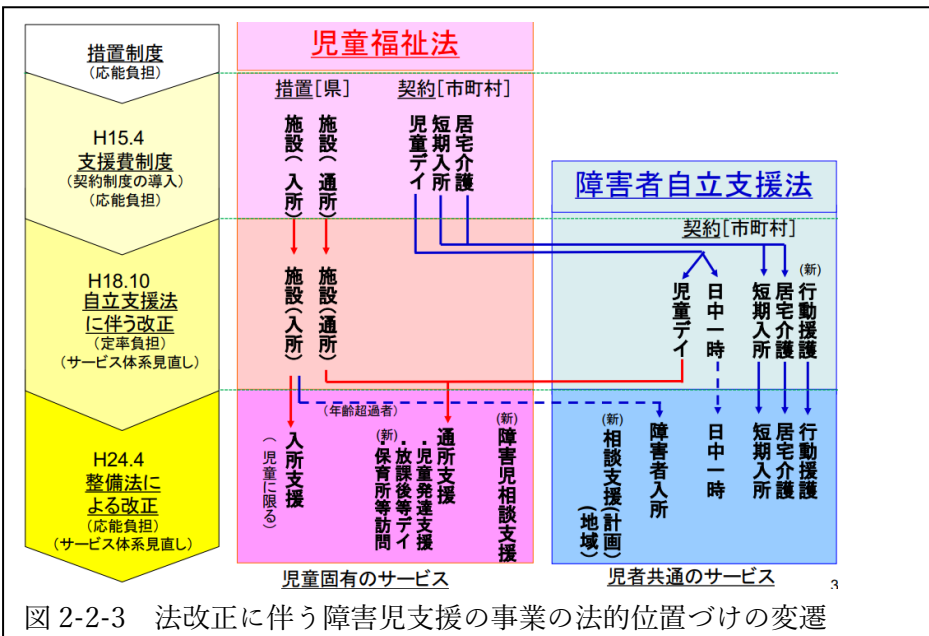 措置制度
(応能負担)
H15.4
支援費制度
(契約制度の導入)
(応能負担)
H18.10
自立支援法
に伴う改正
(定率負担)
(サービス体系見直し)
H24.4
整備法に
よる改正
(応能負担)
(サービス体系見直し)
児童福祉法
措置[県]
契約[市町村]
施設(入所)
施設(通所)
児童デイ
短期入所
居宅介護
障害者自立支援法
契約[市町村]
施設(入所)
施設(通所)
児童デイ
日中一時
短期入所
居宅介護
(新)
行動援護
(年齢超過者)
入所支援
(児童に限る)
通所支援
・児童発達支援
・放課後等デイ
(新)
・保育所等訪問
(新)
障害児相談支援
(新)
相談支援(計画)
(地域)
障害者入所
日中一時
短期入所
居宅介護
行動援護
児童固有のサービス
児者共通のサービス
3
図 2-2-3 法改正に伴う障害児支援の事業の法的位置づけの変遷